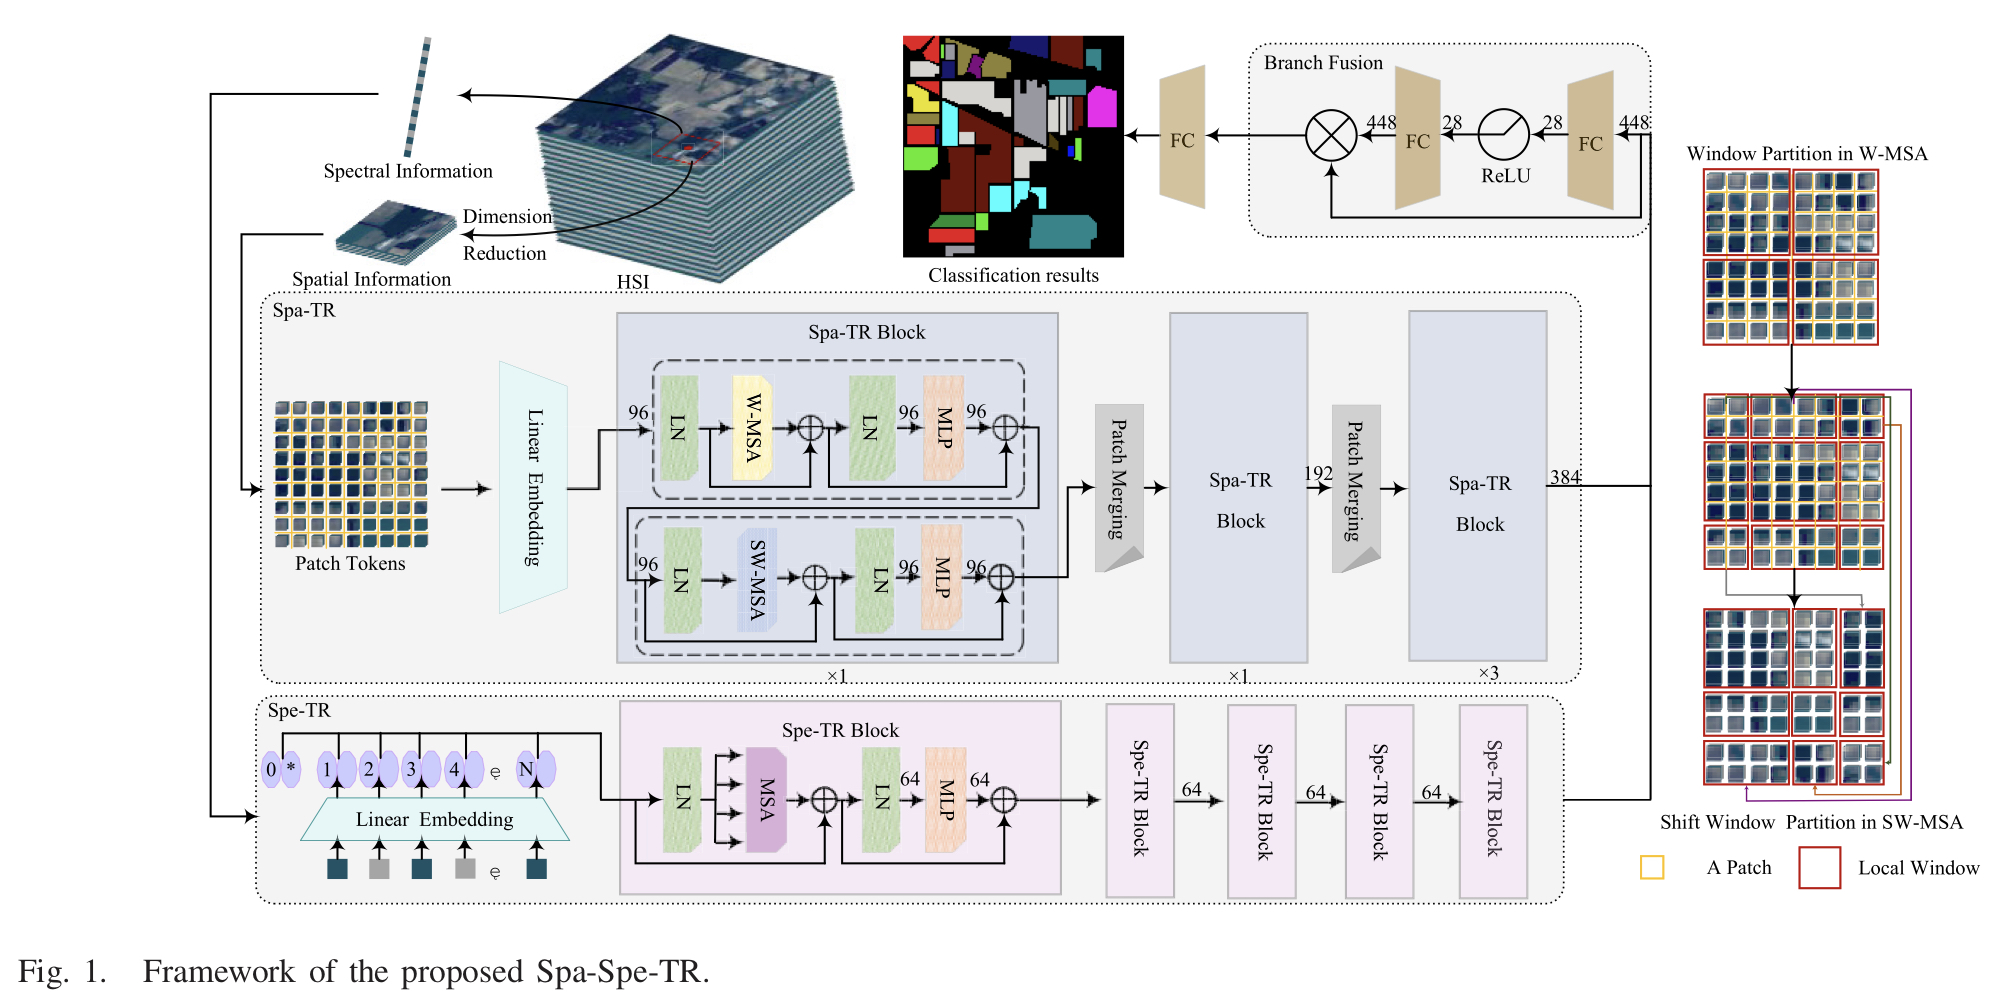 Spectral Information
Dimension
Reduction
Spatial Information
HSI
Classification results
FC
Branch Fusion
448
FC
28
ReLU
28
FC
448
Window Partition in W-MSA
Spa-TR
Patch Tokens
Linear Embedding
Spa-TR Block
96
LN
W-MSA
LN
96
MLP
96
96
LN
SW-MSA
LN
96
MLP
96
×1
Patch Merging
Spa-TR
Block
×1
192
Patch Merging
Spa-TR
Block
×3
384
Spe-TR
0 * 1 2 3 4 ҿ N
Linear Embedding
ҿ
Spe-TR Block
LN
MSA
LN
64
MLP
64
Spe-TR Block
64
Spe-TR Block
64
Spe-TR Block
64
Spe-TR Block
Shift Window Partition in SW-MSA
A Patch
Local Window
Fig. 1. Framework of the proposed Spa-Spe-TR.